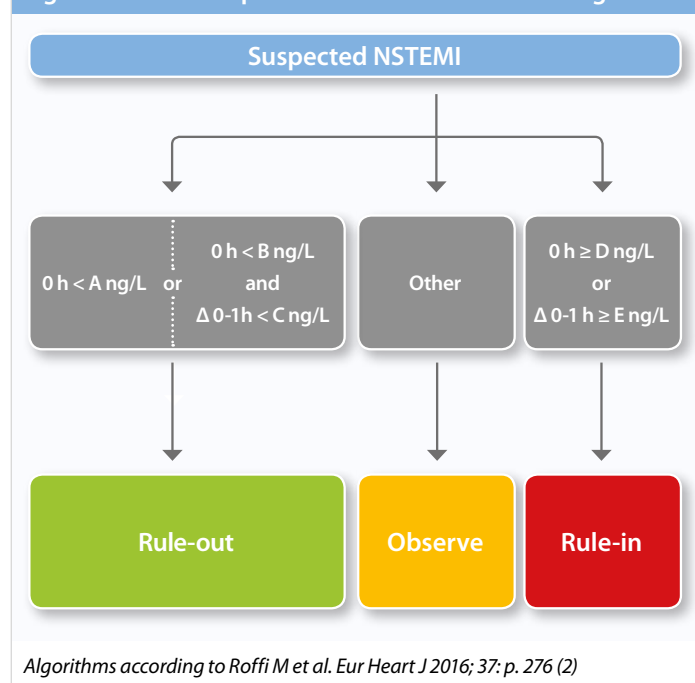 Suspected NSTEMI
0 h < A ng/L or
0 h < B ng/L
and
Δ 0-1h < C ng/L
Other
0 h ≥ D ng/L
or
Δ 0-1 h ≥ E ng/L
Rule-out
Observe
Rule-in
Algorithms according to Roffi M et al. Eur Heart J 2016; 37: p. 276 (2)